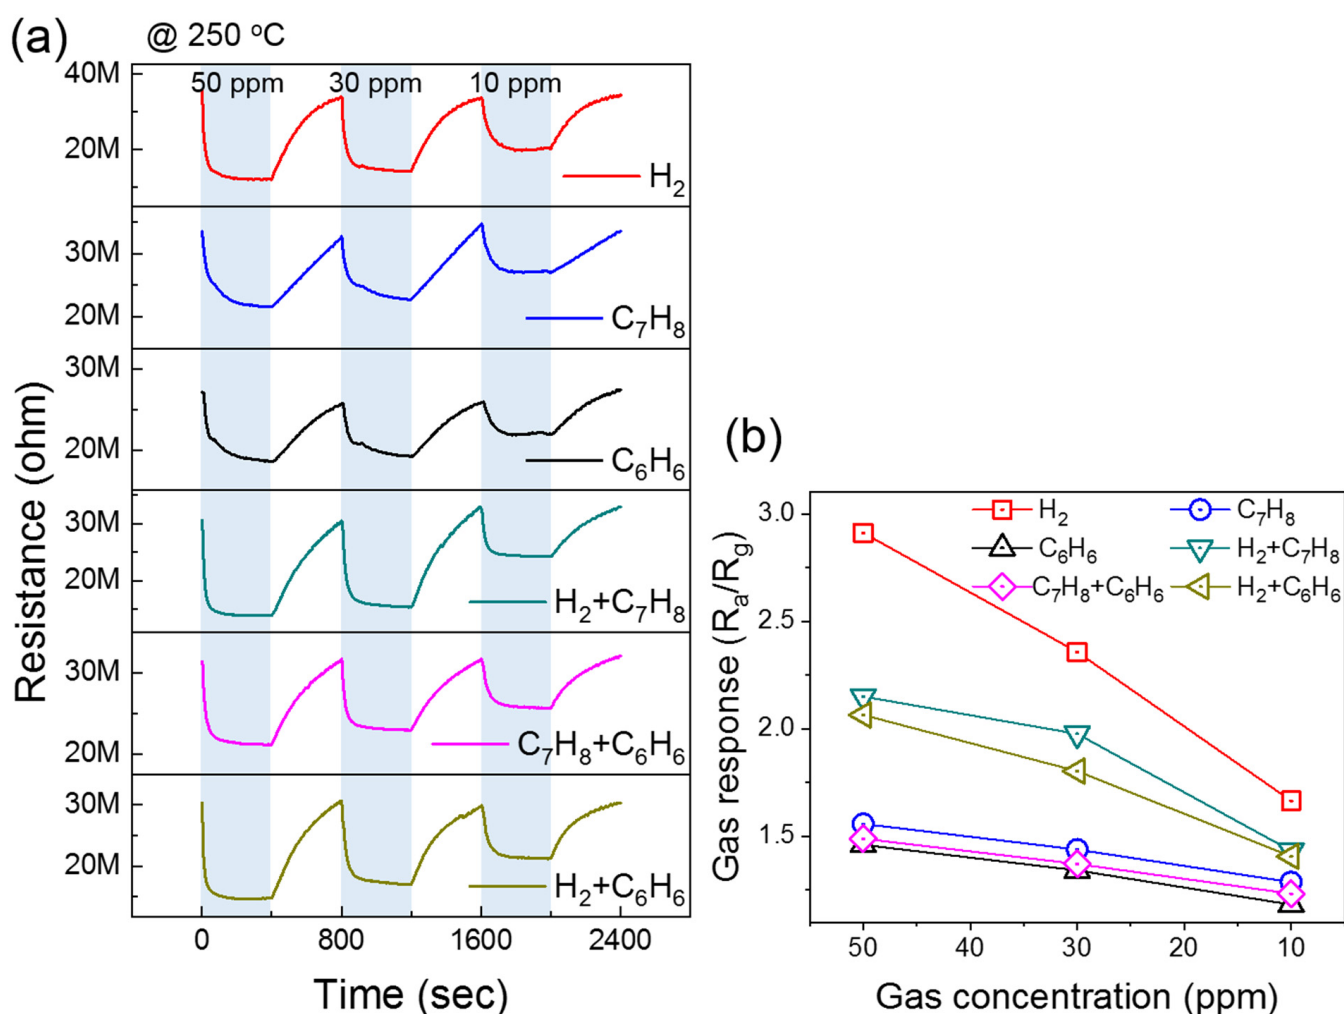 (a)
@ 250 °C
50 ppm 30 ppm 10 ppm
40M
20M
H₂
30M
20M
C₇H₈
30M
20M
C₆H₆
30M
20M
H₂+C₇H₈
30M
20M
C₇H₈+C₆H₆
30M
20M
H₂+C₆H₆
Resistance (ohm)
0 800 1600 2400
Time (sec)
(b)
3.0
2.5
2.0
1.5
H₂ C₇H₈
C₆H₆ H₂+C₇H₈
C₇H₈+C₆H₆ H₂+C₆H₆
Gas response (Rₐ/R₉)
50 40 30 20 10
Gas concentration (ppm)